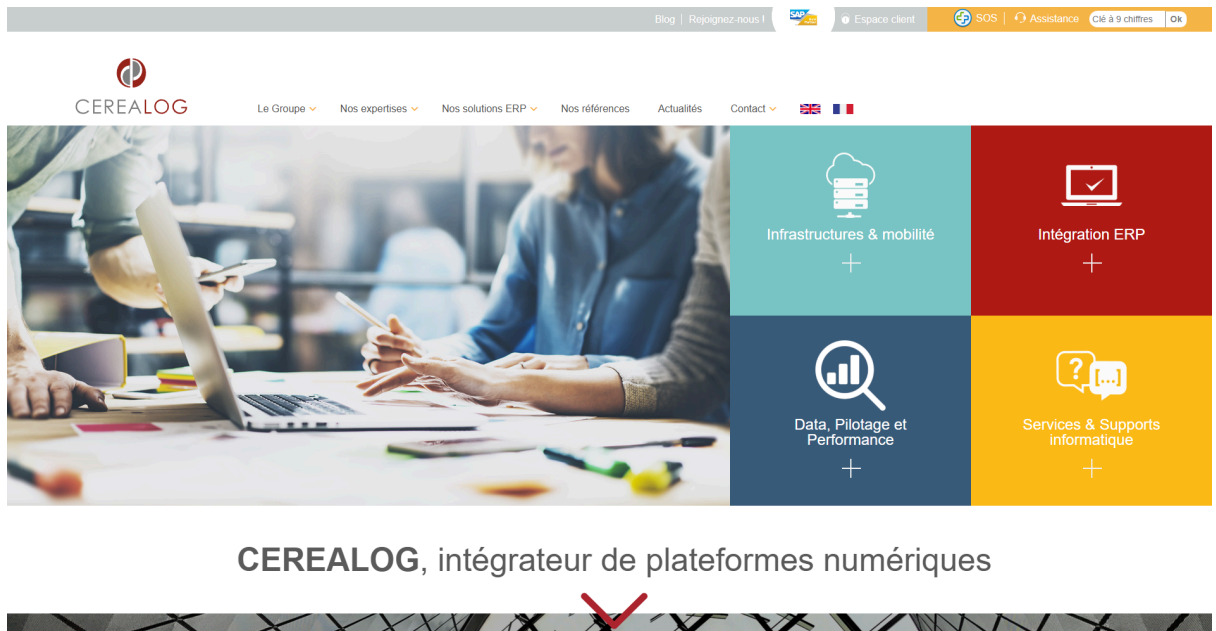 Blog | Rejoignez-nous !
SAP
Espace client
SOS | Assistance
Clé à 9 chiffres
Ok
CEREALOG
Le Groupe
Nos expertises
Nos solutions ERP
Nos références
Actualités
Contact
Infrastructures & mobilité
Intégration ERP
Data, Pilotage et
Performance
Services & Supports
informatique
CEREALOG, intégrateur de plateformes numériques